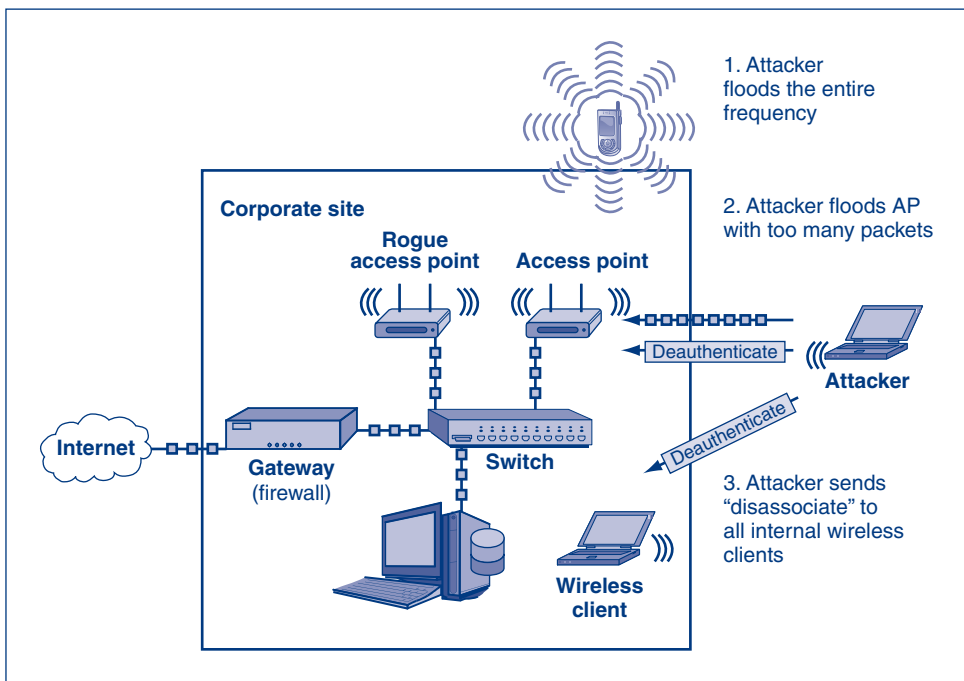 1. Attacker
floods the entire
frequency
Corporate site
2. Attacker floods AP
with too many packets
Rogue
access point
Access point
Deauthenticate
Attacker
Internet
Gateway
(firewall)
Switch
Deauthenticate
3. Attacker sends
“disassociate” to
all internal wireless
clients
Wireless
client